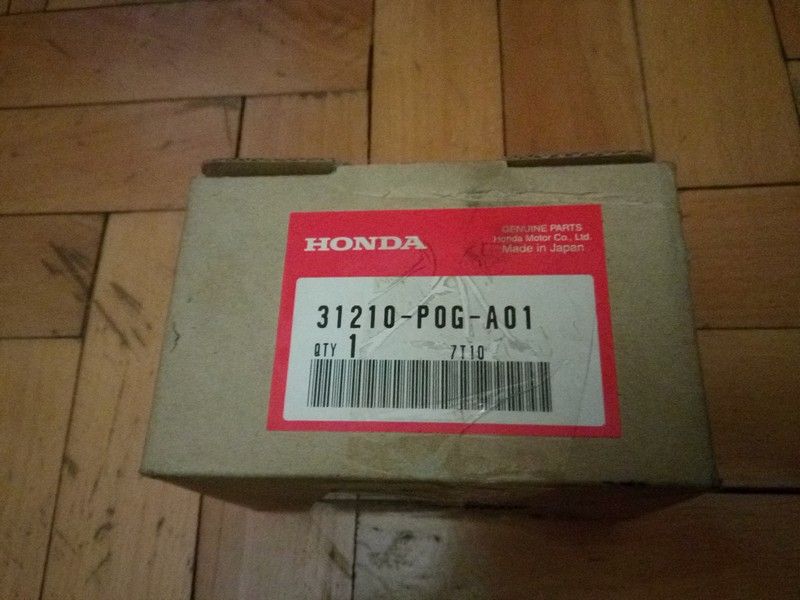 HONDA
GENUINE PARTS
Honda Motor Co., Ltd.
Made in Japan
31210-P0G-A01
QTY 1 7T10